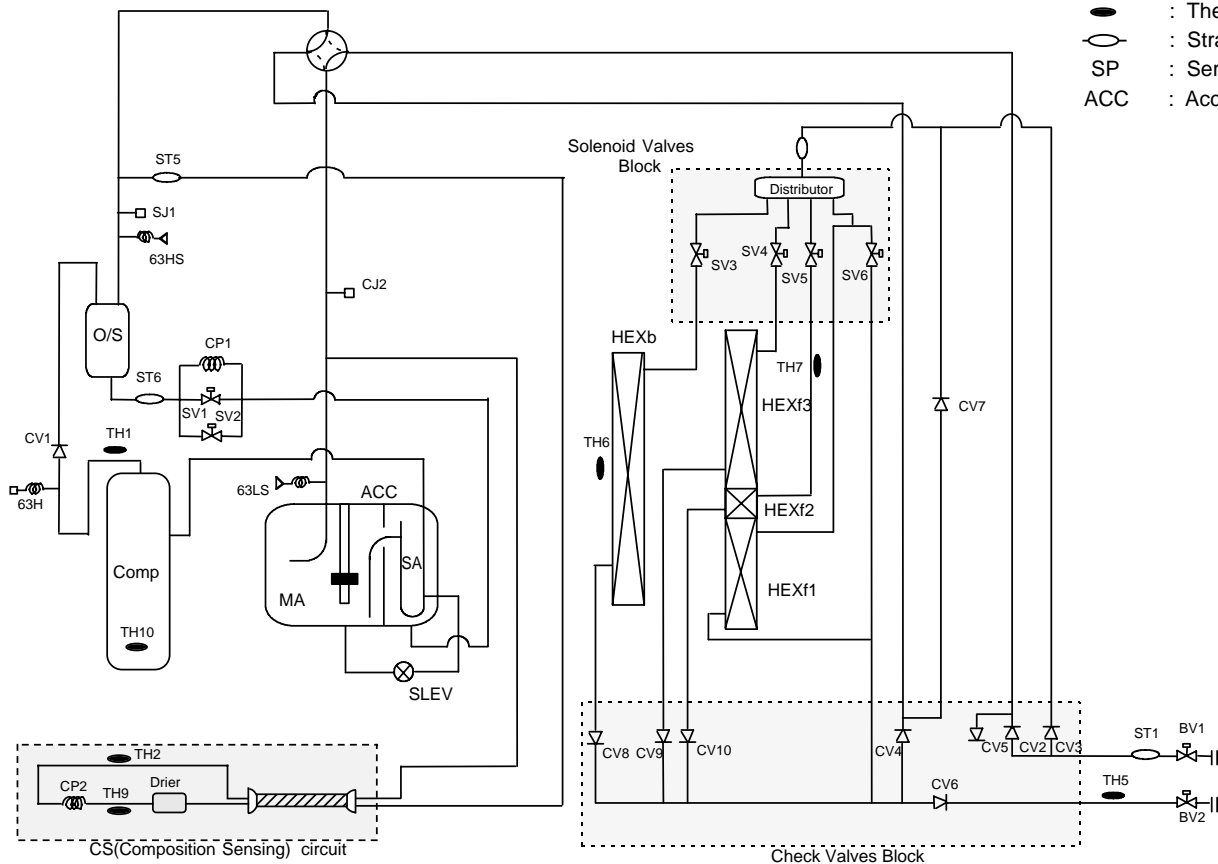 : The
: Stra
SP : Ser
ACC : Acc
ST5
SJ1
63HS
CJ2
O/S
CP1
ST6
SV1 SV2
CV1
TH1
63H
Comp
TH10
63LS
ACC
SA
MA
SLEV
TH2
CP2
TH9
Drier
CS(Composition Sensing) circuit
Solenoid Valves
Block
Distributor
SV3
SV4
SV5
SV6
HEXb
TH7
HEXf3
TH6
HEXf2
HEXf1
CV7
CV8
CV9
CV10
CV4
CV5
CV2
CV3
CV6
ST1
BV1
TH5
BV2
Check Valves Block